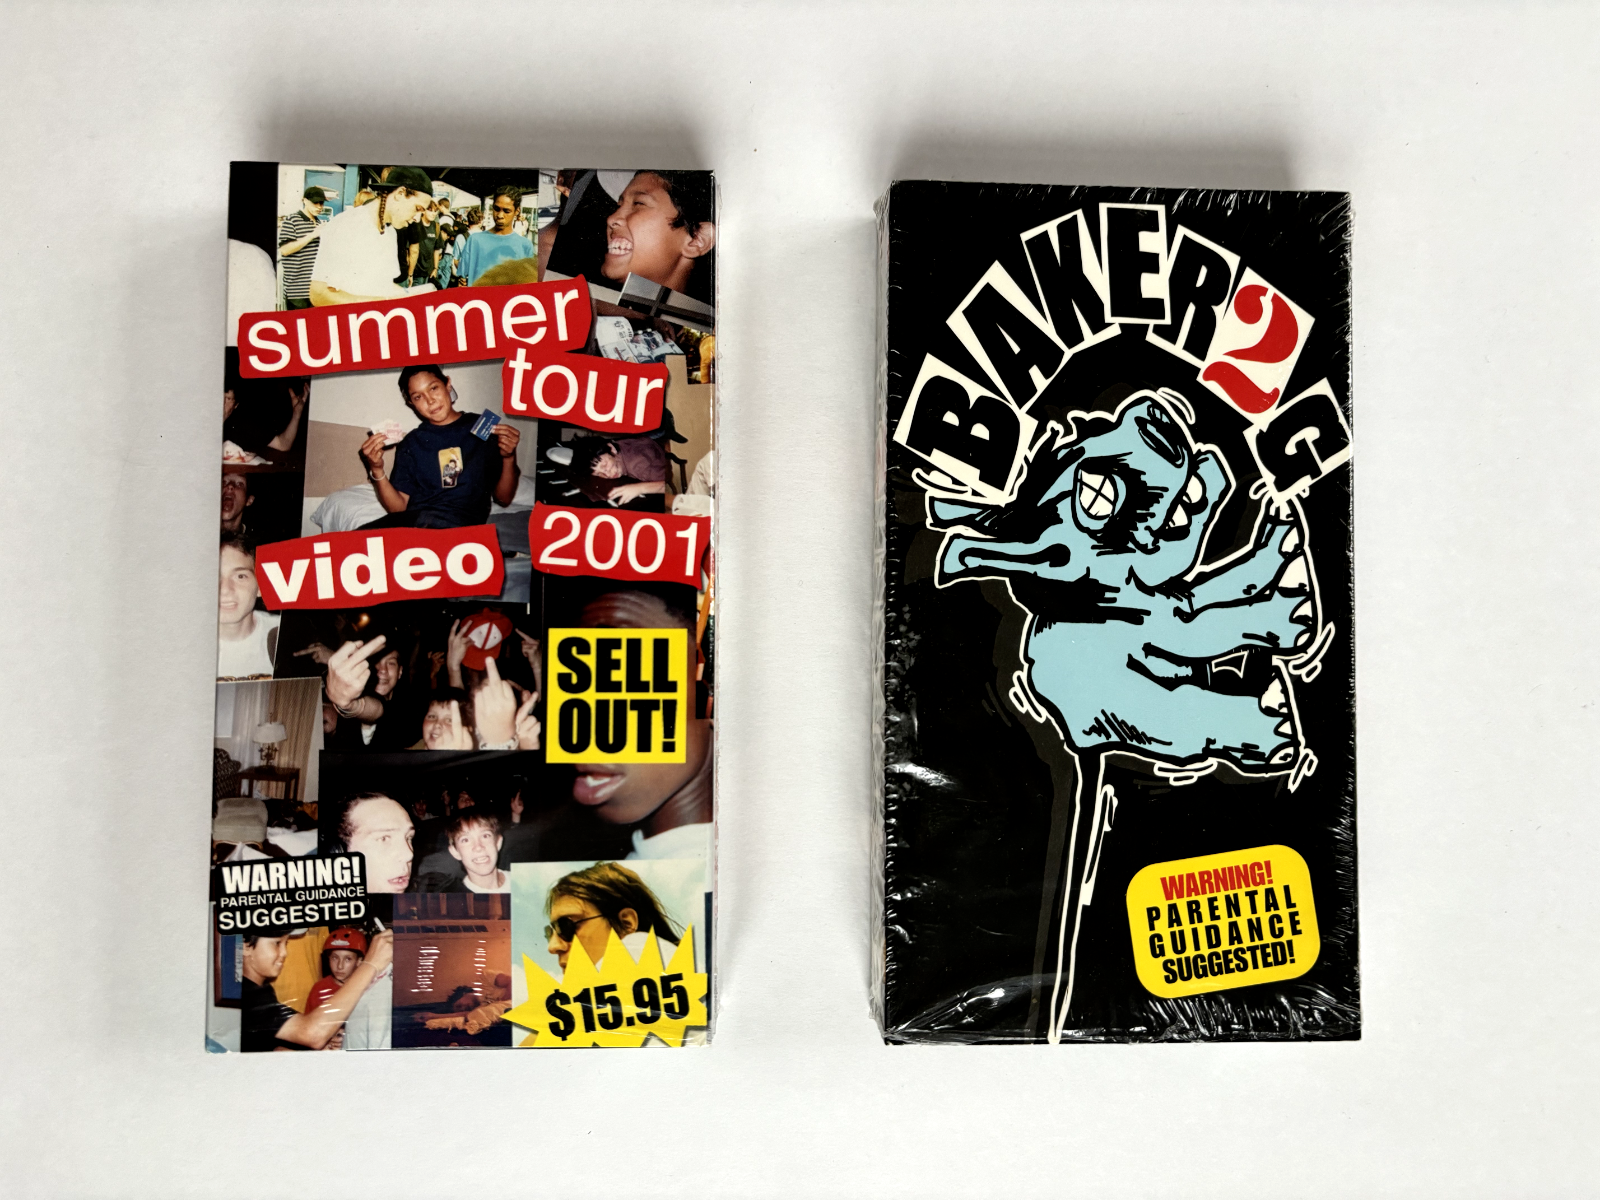 summer
tour
video
2001
SELL
OUT!
WARNING!
PARENTAL GUIDANCE
SUGGESTED
$15.95
BAKER2G
WARNING!
PARENTAL
GUIDANCE
SUGGESTED!